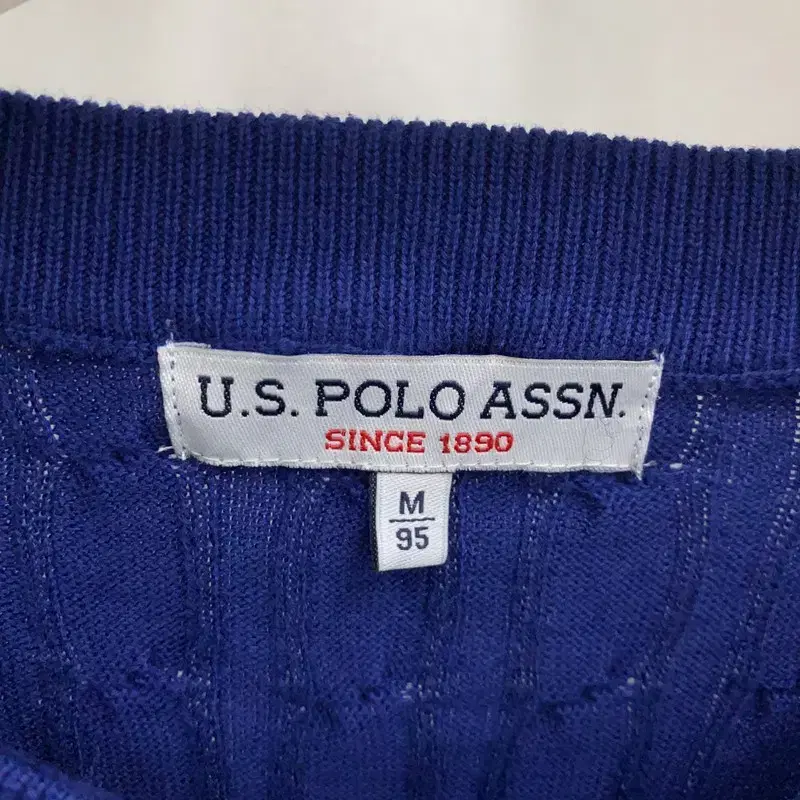 U.S. POLO ASSN.
SINCE 1890
M
95